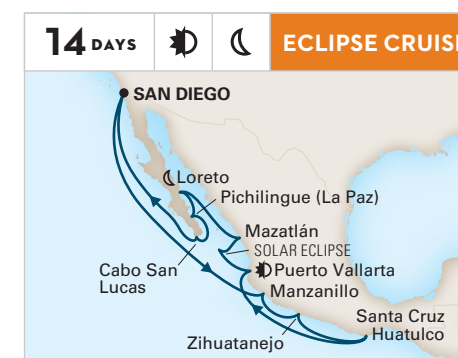 14 DAYS
ECLIPSE CRUIS
SAN DIEGO
Loreto
Pichilingue (La Paz)
Mazatlán
SOLAR ECLIPSE
Puerto Vallarta
Cabo San
Lucas
Manzanillo
Santa Cruz
Huatulco
Zihuatanejo